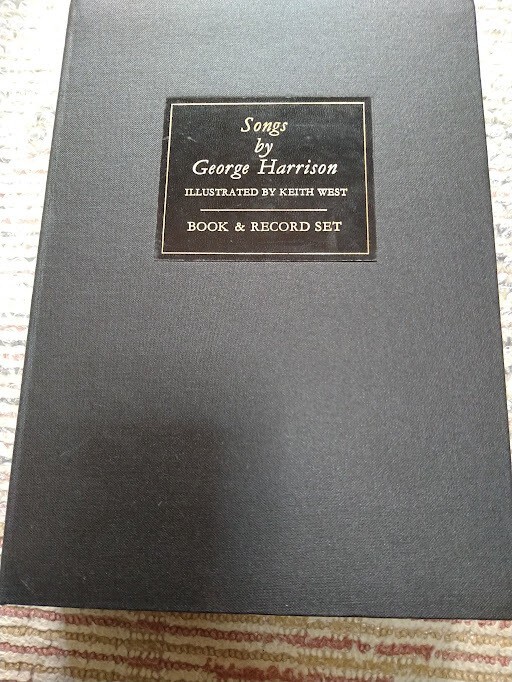 Songs
by
George Harrison
ILLUSTRATED BY KEITH WEST
BOOK & RECORD SET